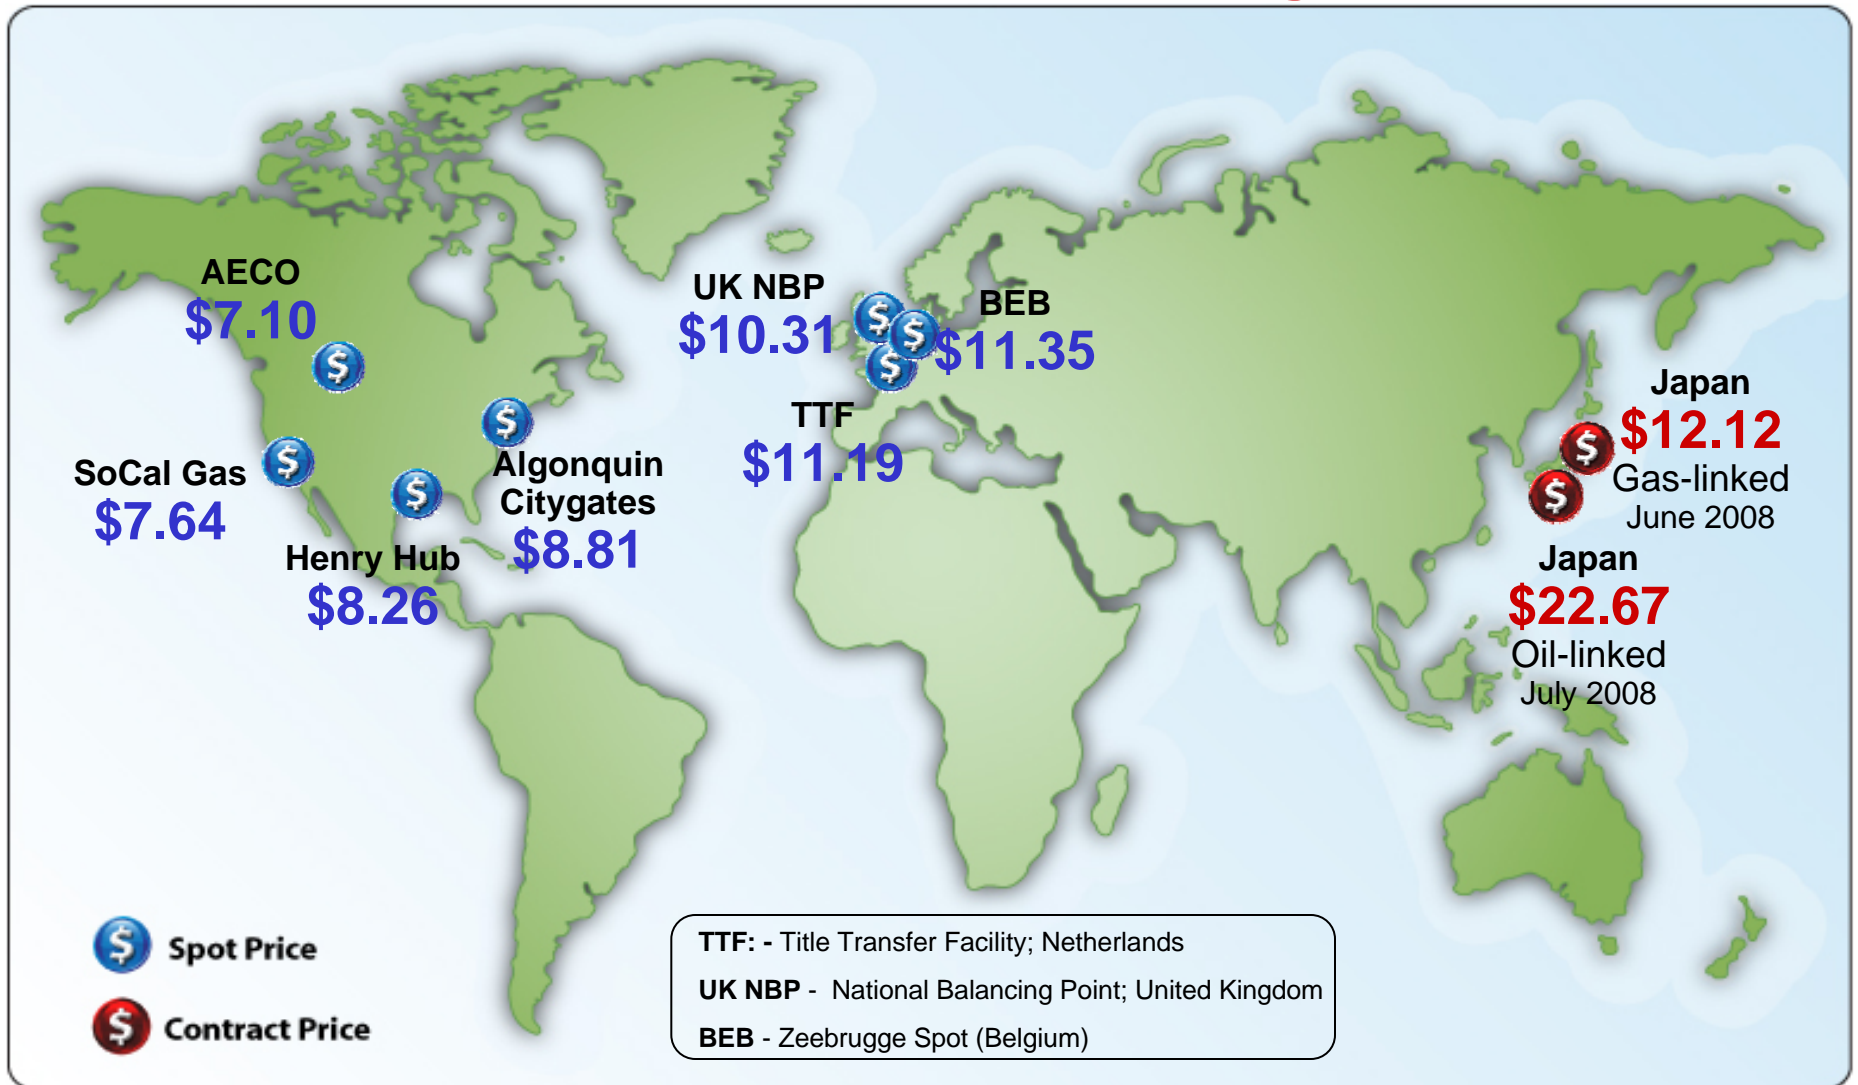 AECO
$7.10
SoCal Gas
$7.64
Henry Hub
$8.26
Algonquin
Citygates
$8.81
UK NBP
$10.31
BEB
$11.35
TTF
$11.19
Japan
$12.12
Gas-linked
June 2008
Japan
$22.67
Oil-linked
July 2008
$ Spot Price
$ Contract Price
TTF: - Title Transfer Facility; Netherlands
UK NBP - National Balancing Point; United Kingdom
BEB - Zeebrugge Spot (Belgium)